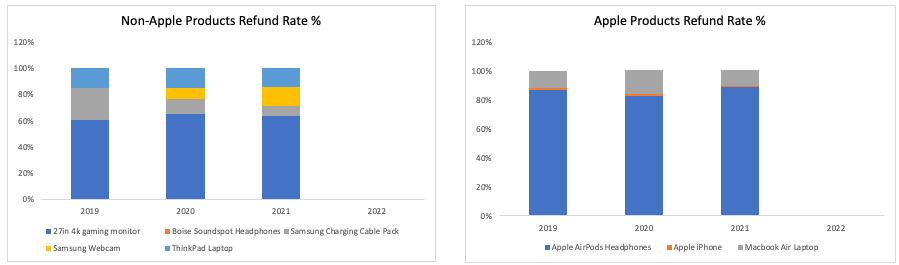 Non-Apple Products Refund Rate %
120%
100%
80%
60%
40%
20%
0%
2019 2020 2021 2022
27in 4k gaming monitor Boise Soundspot Headphones Samsung Charging Cable Pack
Samsung Webcam ThinkPad Laptop
Apple Products Refund Rate %
120%
100%
80%
60%
40%
20%
0%
2019 2020 2021 2022
Apple AirPods Headphones Apple iPhone Macbook Air Laptop